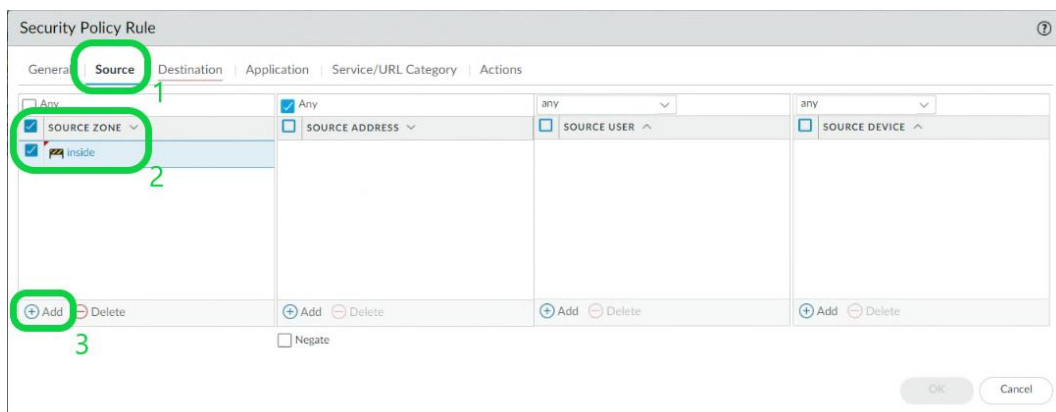 Security Policy Rule
General Source Destination Application Service/URL Category Actions
1
Any Any any any
SOURCE ZONE SOURCE ADDRESS SOURCE USER SOURCE DEVICE
inside
2
Add Delete Add Delete Add Delete Add Delete
3
Negate
OK Cancel